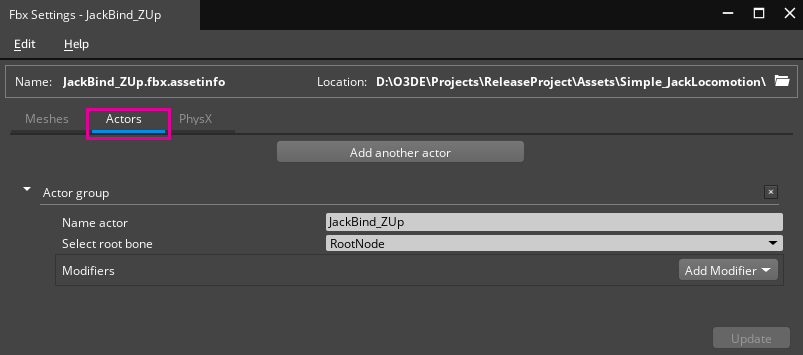 Fbx Settings - JackBind_ZUp
Edit Help
Name: JackBind_ZUp.fbx.assetinfo Location: D:\O3DE\Projects\ReleaseProject\Assets\Simple_JackLocomotion\
Meshes Actors PhysX
Add another actor
Actor group
Name actor JackBind_ZUp
Select root bone RootNode
Modifiers Add Modifier
Update